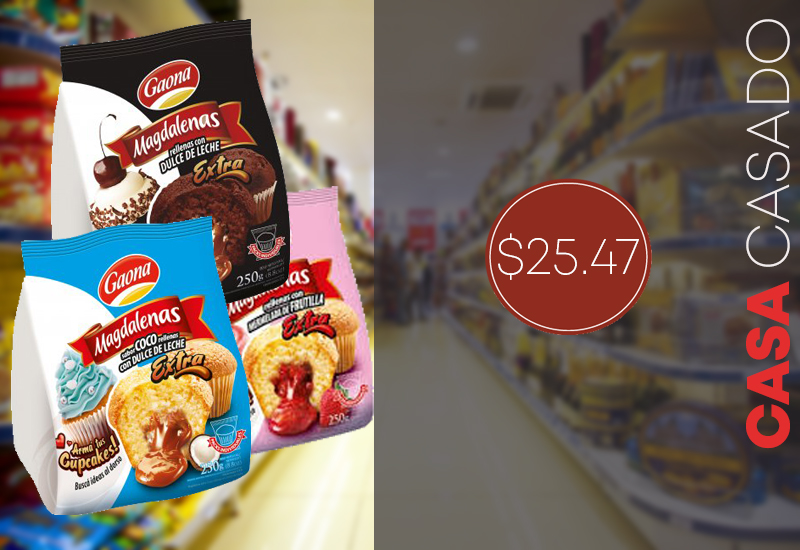 Gaona
Magdalenas
rellenas con
DULCE DE LECHE
Extra
250g
Gaona
Magdalenas
sabor COCO rellenas
con DULCE DE LECHE
Extra
¡Arma tus
Cupcakes!
Buscá ideas al dorso
250g
Magdalenas
rellenas con
MERMELADA DE FRUTILLA
Extra
250g
$25.47
CASA CASADO